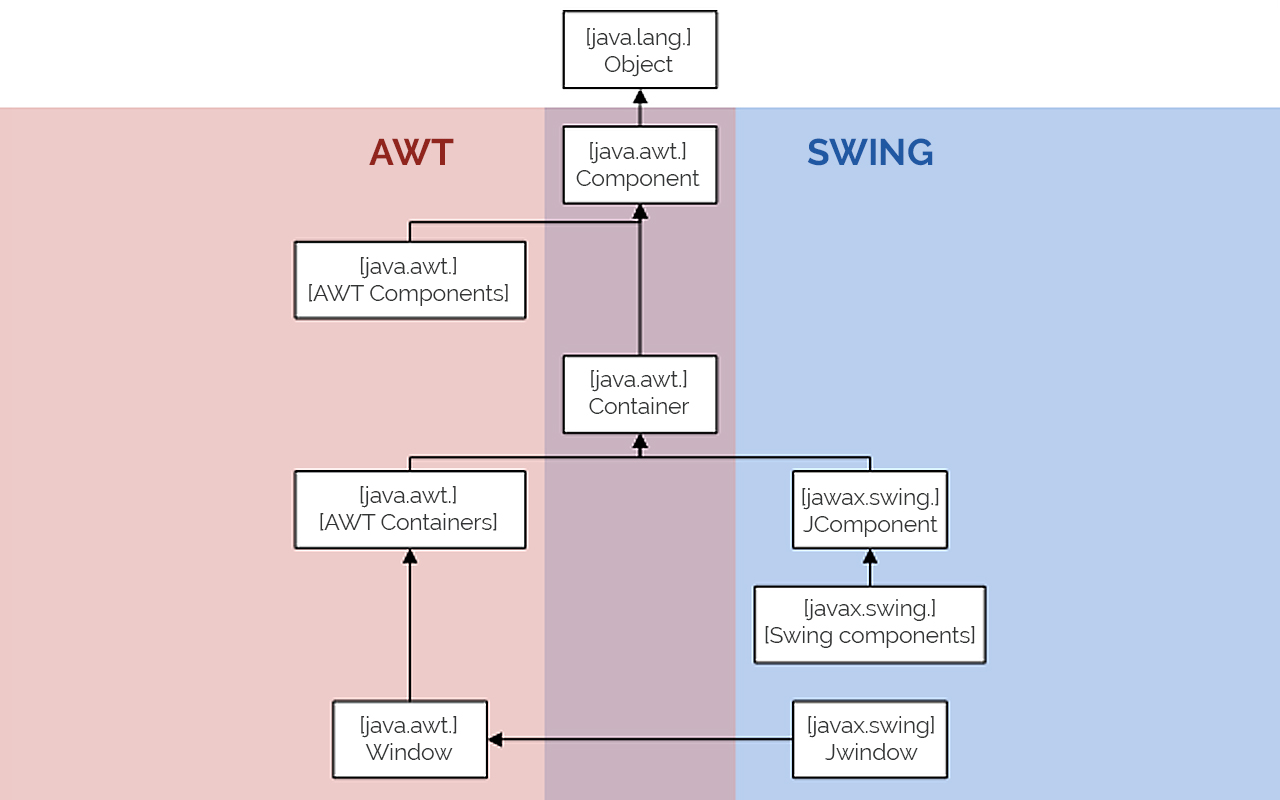 [java.lang.]
Object
AWT
[java.awt.]
Component
SWING
[java.awt.]
[AWT Components]
[java.awt.]
Container
[java.awt.]
[AWT Containers]
[jawax.swing.]
JComponent
[javax.swing.]
[Swing components]
[java.awt.]
Window
[javax.swing]
Jwindow